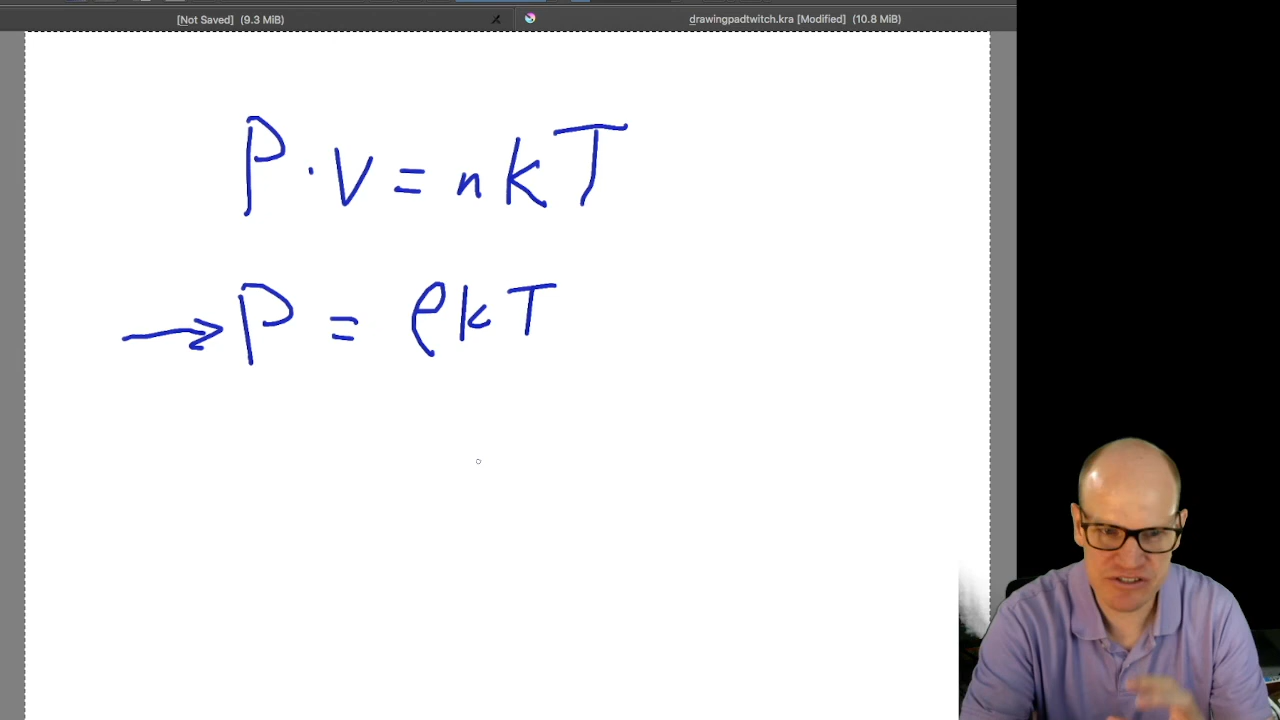 [Not Saved] (9.3 MiB)
drawingpadtwitch.kra [Modified] (10.8 MiB)
P · V = n k T
P = ρ k T